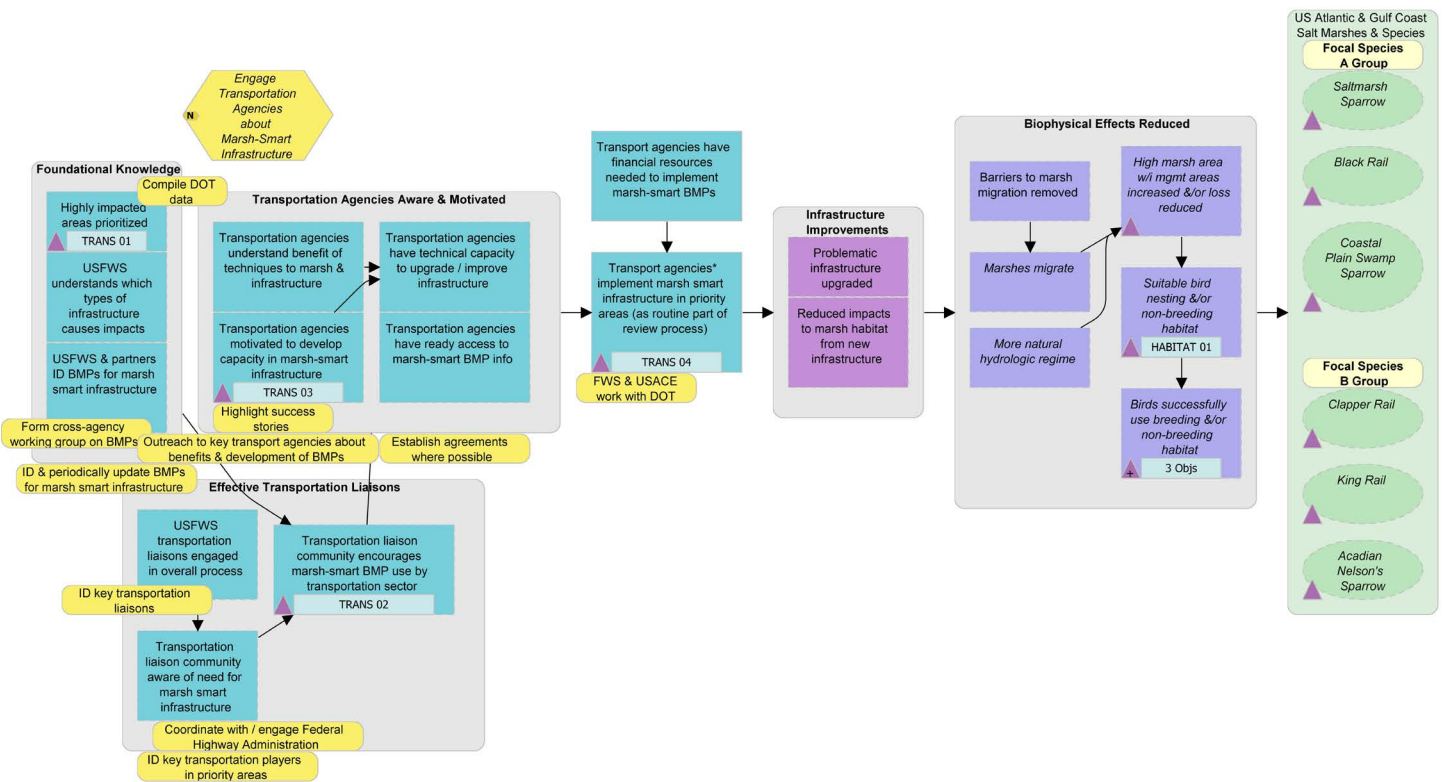 Engage
Transportation
Agencies
about
Marsh-Smart
Infrastructure
N
Foundational Knowledge
Compile DOT
data
Highly impacted
areas prioritized
TRANS 01
USFWS
understands which
types of
infrastructure
causes impacts
USFWS & partners
ID BMPs for marsh
smart infrastructure
Form cross-agency
working group on BMPs
ID & periodically update BMPs
for marsh smart infrastructure
Transportation Agencies Aware & Motivated
Transportation agencies
understand benefit of
techniques to marsh &
infrastructure
Transportation agencies
have technical capacity
to upgrade / improve
infrastructure
Transportation agencies
motivated to develop
capacity in marsh-smart
infrastructure
TRANS 03
Transportation agencies
have ready access to
marsh-smart BMP info
Highlight success
stories
Outreach to key transport agencies about
benefits & development of BMPs
Establish agreements
where possible
Effective Transportation Liaisons
USFWS
transportation
liaisons engaged
in overall process
ID key transportation
liaisons
Transportation liaison
community encourages
marsh-smart BMP use by
transportation sector
TRANS 02
Transportation
liaison community
aware of need for
marsh smart
infrastructure
Coordinate with / engage Federal
Highway Administration
ID key transportation players
in priority areas
Transport agencies have
financial resources
needed to implement
marsh-smart BMPs
Transport agencies*
implement marsh smart
infrastructure in priority
areas (as routine part of
review process)
TRANS 04
FWS & USACE
work with DOT
Infrastructure
Improvements
Problematic
infrastructure
upgraded
Reduced impacts
to marsh habitat
from new
infrastructure
Biophysical Effects Reduced
Barriers to marsh
migration removed
Marshes migrate
More natural
hydrologic regime
High marsh area
w/i mgmt areas
increased &/or loss
reduced
Suitable bird
nesting &/or
non-breeding
habitat
HABITAT 01
Birds successfully
use breeding &/or
non-breeding
habitat
+
3 Objs
US Atlantic & Gulf Coast
Salt Marshes & Species
Focal Species
A Group
Saltmarsh
Sparrow
Black Rail
Coastal
Plain Swamp
Sparrow
Focal Species
B Group
Clapper Rail
King Rail
Acadian
Nelson's
Sparrow